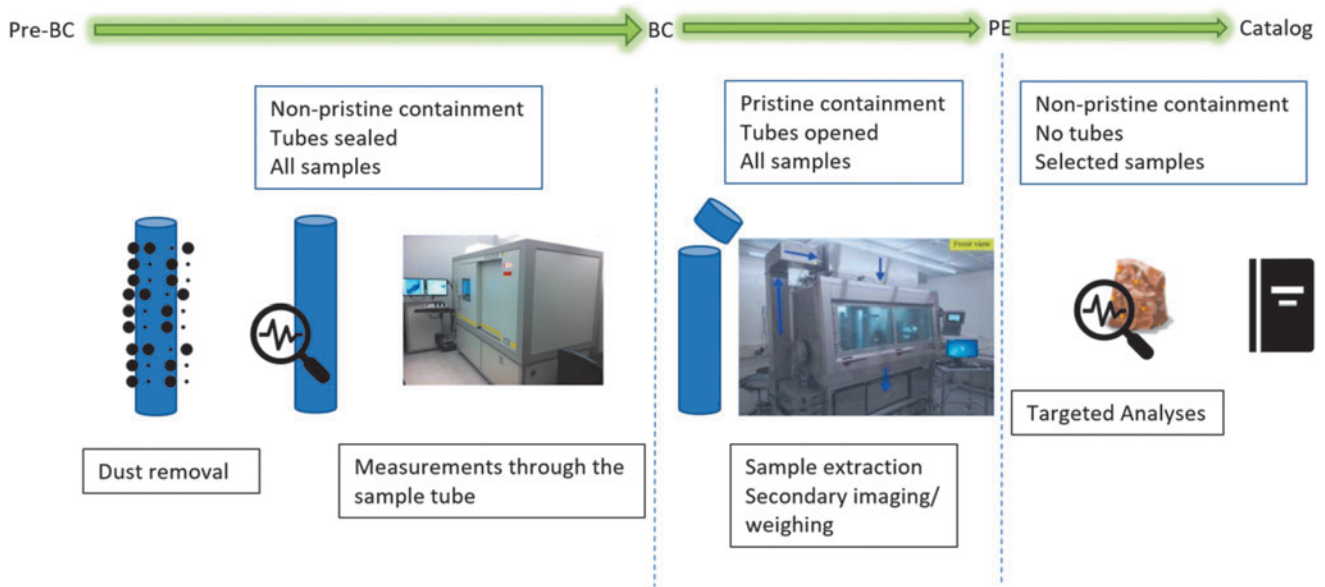 Pre-BC
BC
PE
Catalog
Non-pristine containment
Tubes sealed
All samples
Pristine containment
Tubes opened
All samples
Non-pristine containment
No tubes
Selected samples
Front view
Dust removal
Measurements through the
sample tube
Sample extraction
Secondary imaging/
weighing
Targeted Analyses